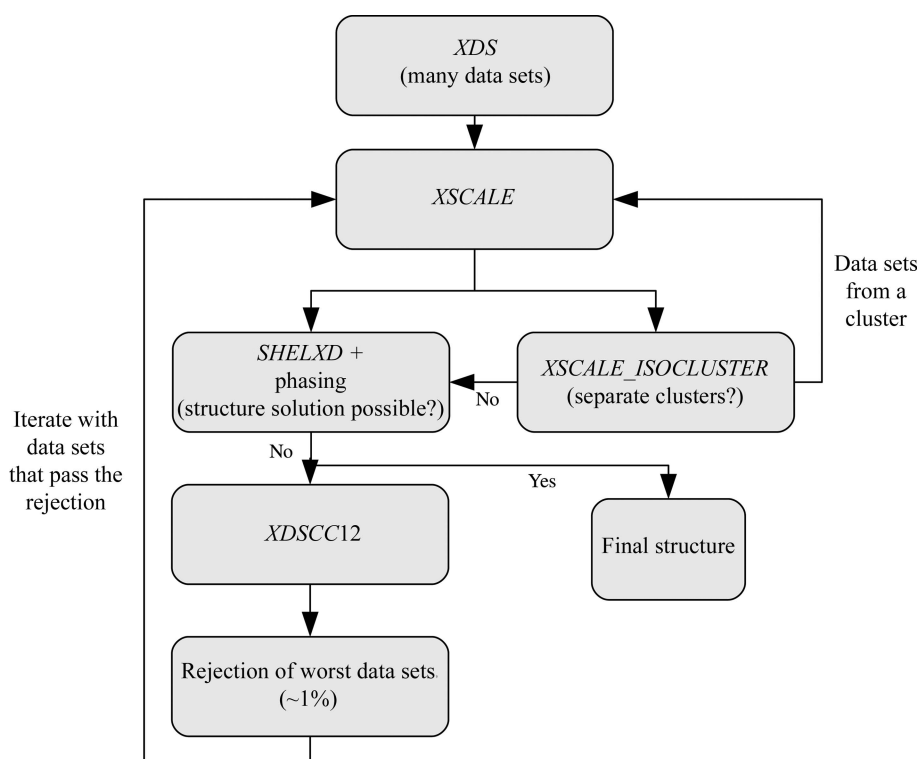 XDS
(many data sets)
XSCALE
Data sets
from a
cluster
SHELXD +
phasing
(structure solution possible?)
XSCALE_ISOCLUSTER
(separate clusters?)
No
Iterate with
data sets
that pass the
rejection
No
Yes
XDSCC12
Final structure
Rejection of worst data sets
(~1%)